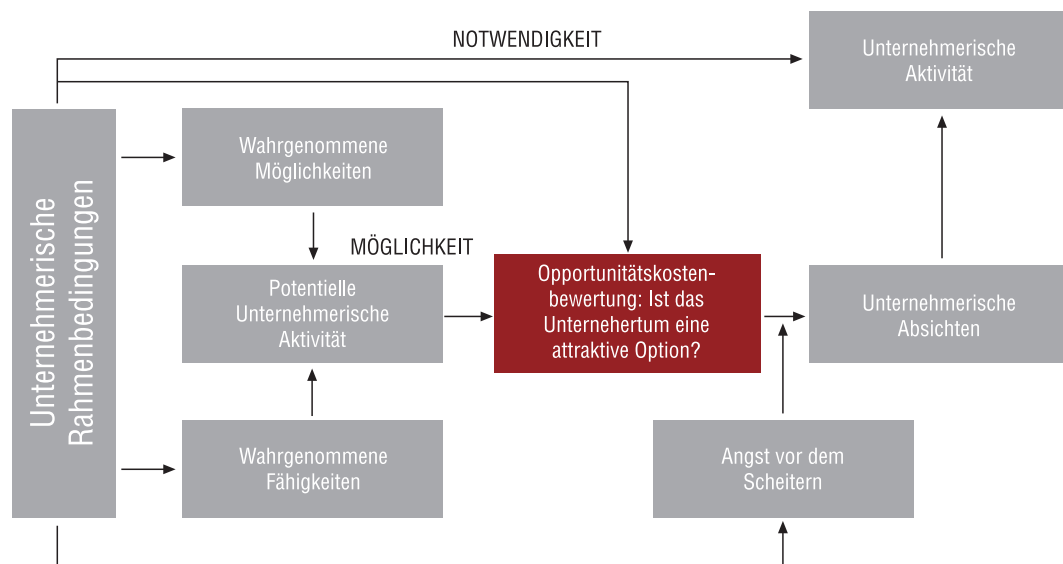 NOTWENDIGKEIT
Unternehmerische
Aktivität
Unternehmerische
Rahmenbedingungen
Wahrgenommene
Möglichkeiten
MÖGLICHKEIT
Potentielle
Unternehmerische
Aktivität
Opportunitätskosten-
bewertung: Ist das
Unternehertum eine
attraktive Option?
Unternehmerische
Absichten
Wahrgenommene
Fähigkeiten
Angst vor dem
Scheitern